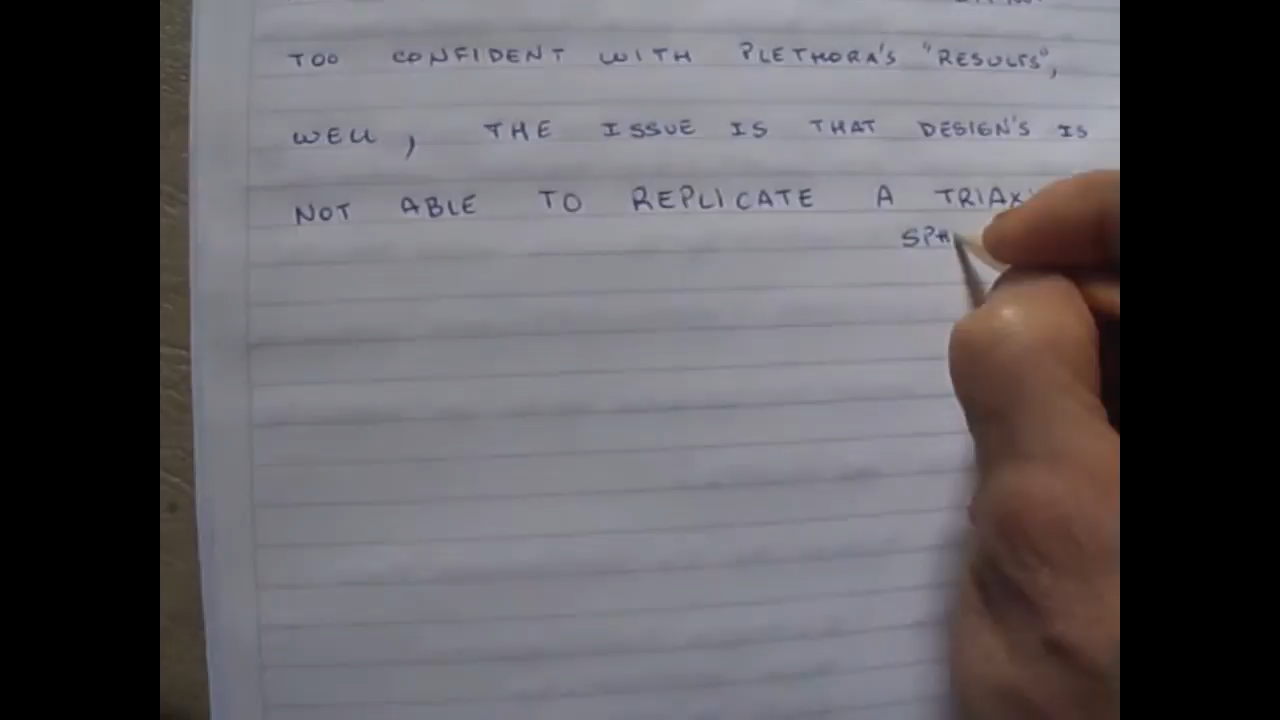 TOO CONFIDENT WITH PLETHORA'S "RESULTS",
WELL, THE ISSUE IS THAT DESIGN'S IS
NOT ABLE TO REPLICATE A